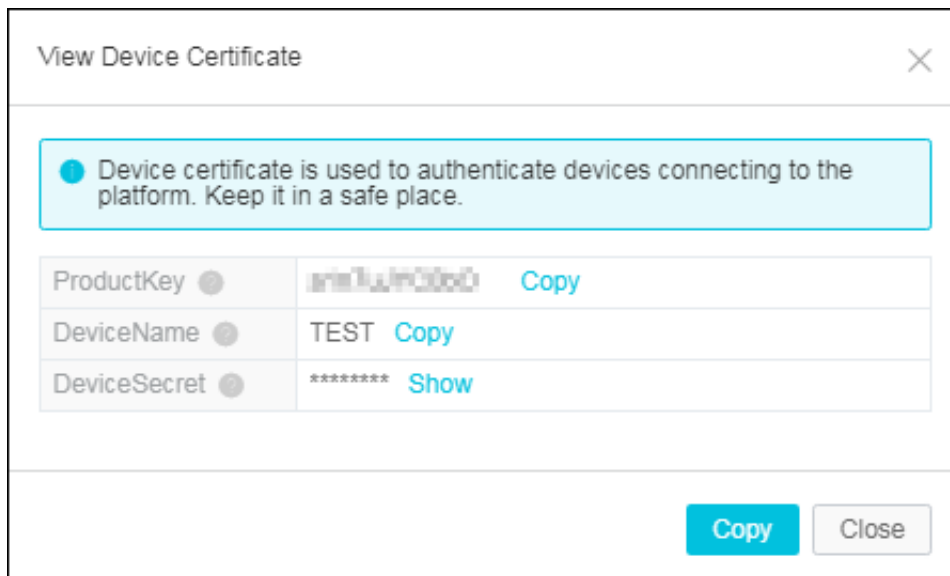 View Device Certificate
Device certificate is used to authenticate devices connecting to the
platform. Keep it in a safe place.
ProductKey Copy
DeviceName TEST Copy
DeviceSecret ******** Show
Copy Close